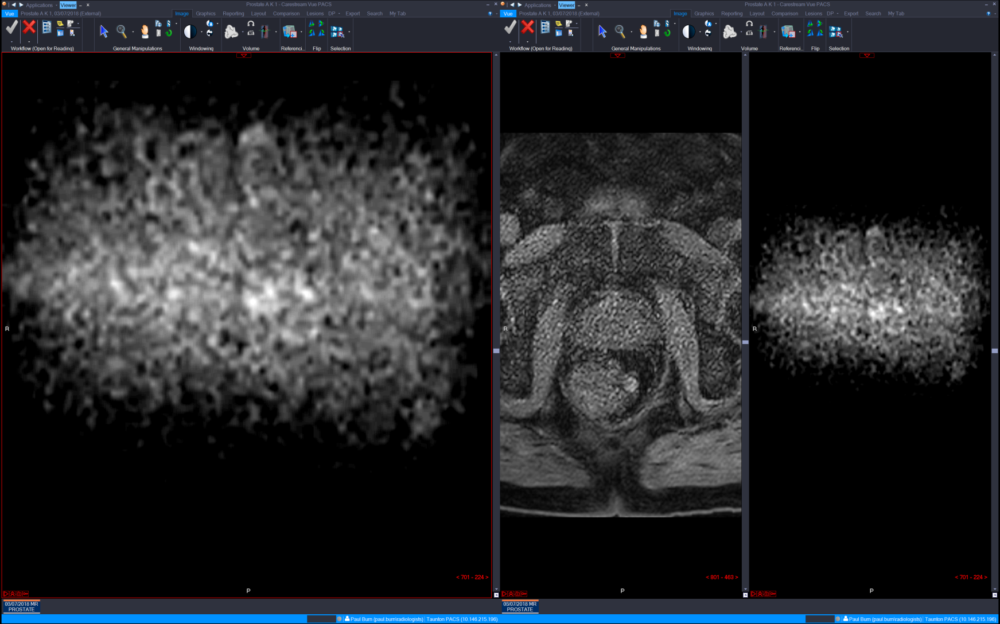 Applications Viewer – x Prostate A K 1 - Carestream Vue PACS
Vue Prostate A K 1, 03/07/2018 (External) Image Graphics Reporting Layout Comparison Lesions DP Export Search My Tab
Workflow (Open for Reading) General Manipulations Windowing Volume Referenci... Flip Selection
R
< 701 - 224 >
P
03/07/2018 MR
PROSTATE
Paul Burn (paul.burn\radiologists) Taunton PACS (10.146.215.196)
Applications Viewer – x Prostate A K 1 - Carestream Vue PACS
Vue Prostate A K 1, 03/07/2018 (External) Image Graphics Reporting Layout Comparison Lesions DP Export Search My Tab
Workflow (Open for Reading) General Manipulations Windowing Volume Referenci... Flip Selection
R
< 801 - 463 >
P
R
< 701 - 224 >
P
03/07/2018 MR
PROSTATE
Paul Burn (paul.burn\radiologists) Taunton PACS (10.146.215.196)